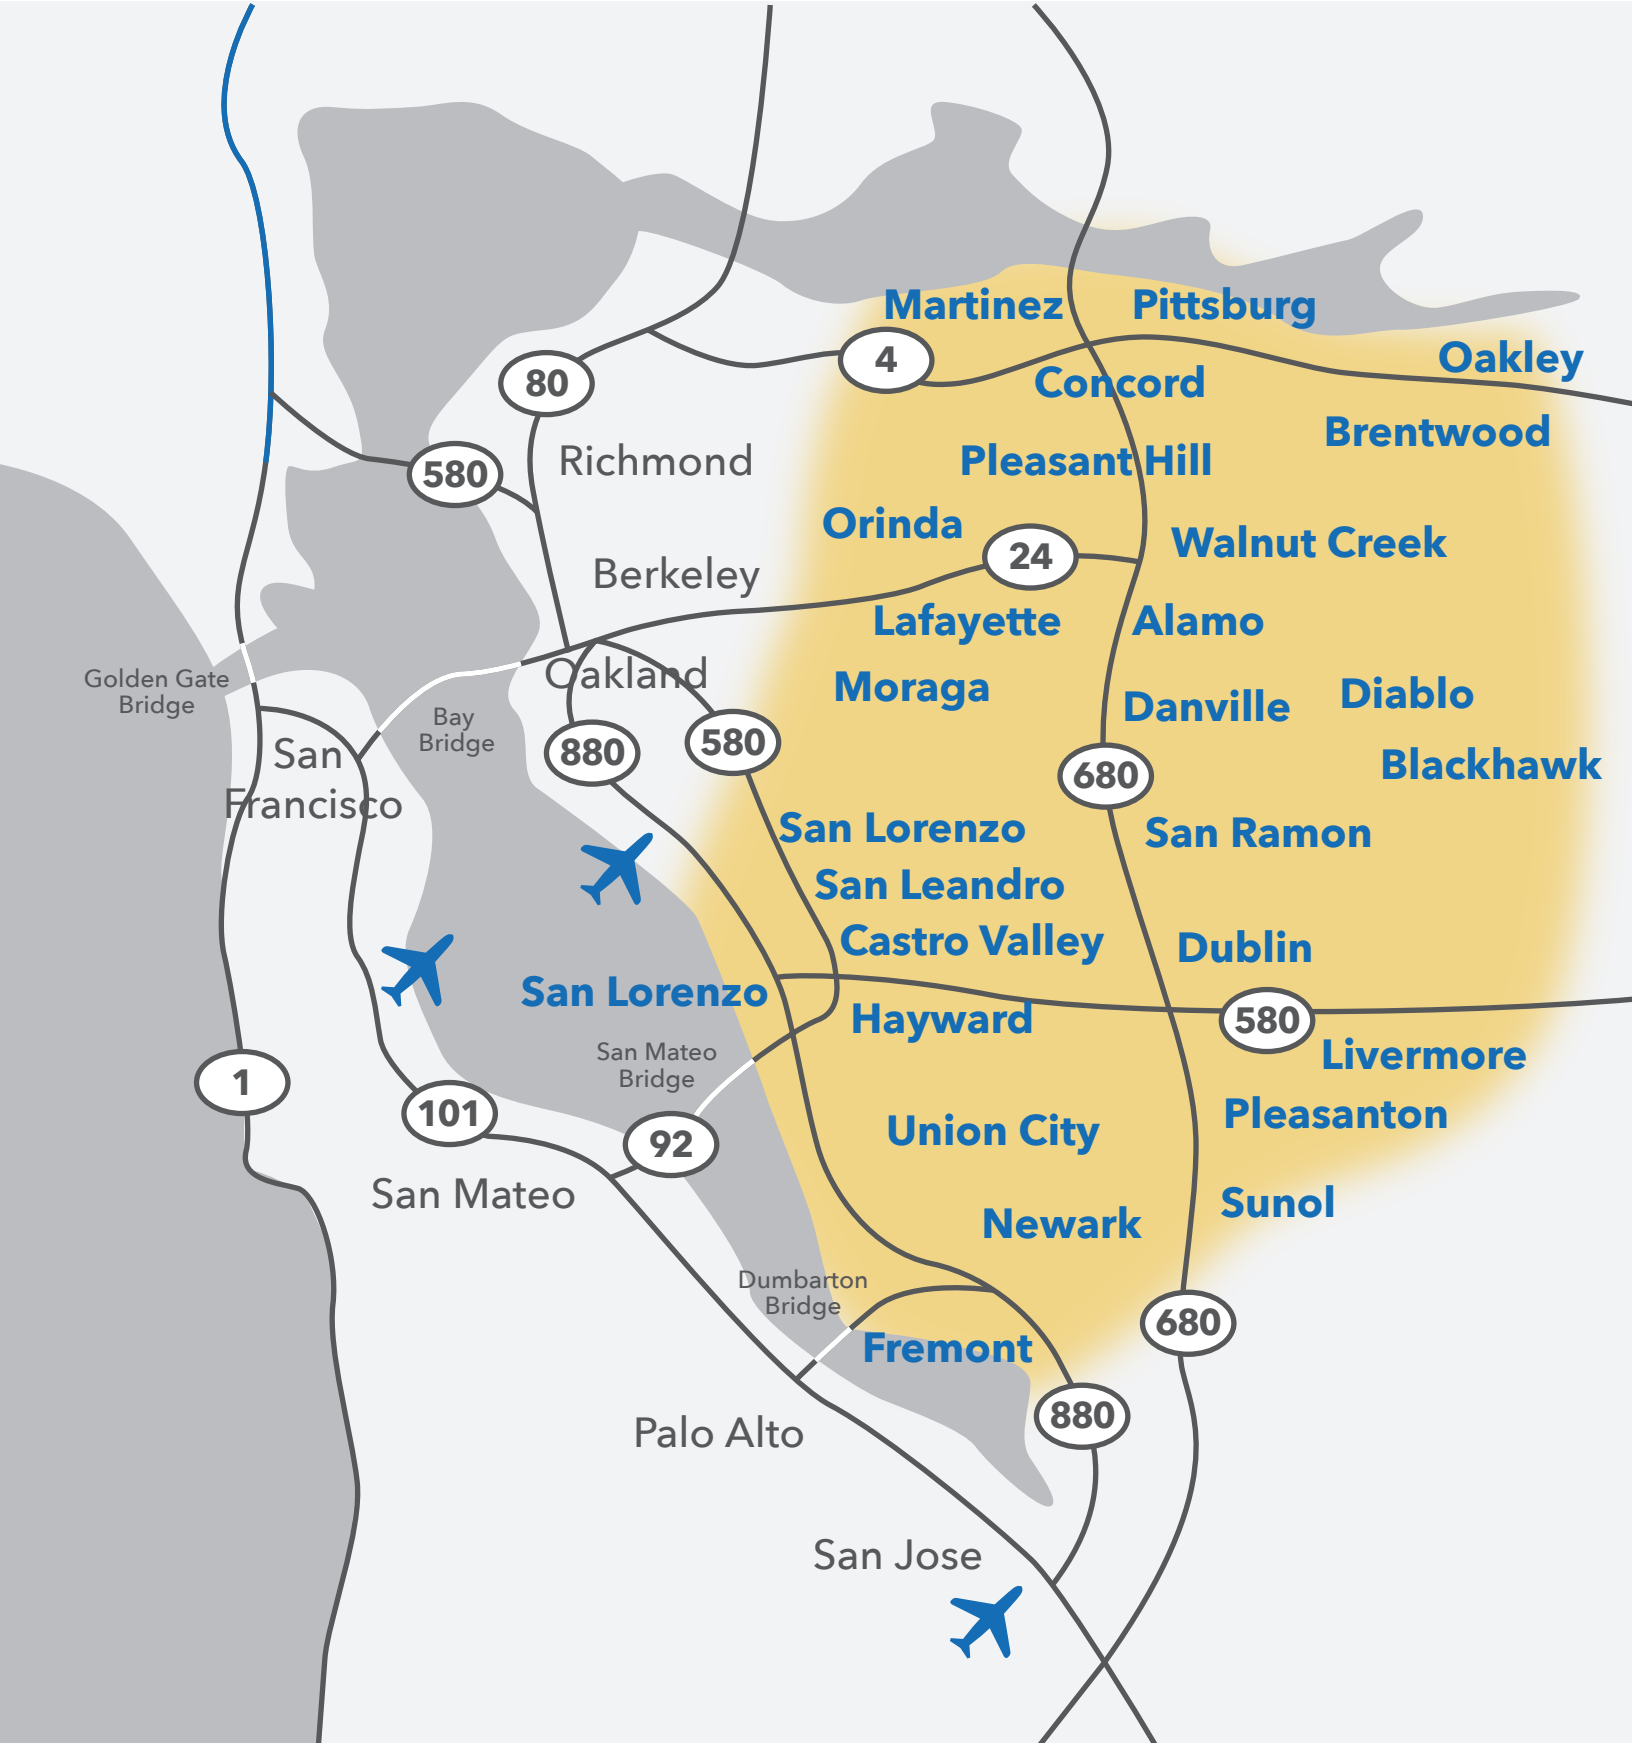 Martinez
Pittsburg
4
Oakley
80
Concord
Brentwood
580
Richmond
Pleasant Hill
Orinda
24
Walnut Creek
Berkeley
Lafayette
Alamo
Golden Gate
Bridge
Oakland
Moraga
Danville
Diablo
Bay
Bridge
San
Francisco
880
580
680
Blackhawk
San Lorenzo
San Ramon
San Leandro
Castro Valley
Dublin
San Lorenzo
Hayward
580
San Mateo
Bridge
Livermore
1
101
92
Union City
Pleasanton
San Mateo
Newark
Sunol
Dumbarton
Bridge
680
Fremont
Palo Alto
880
San Jose